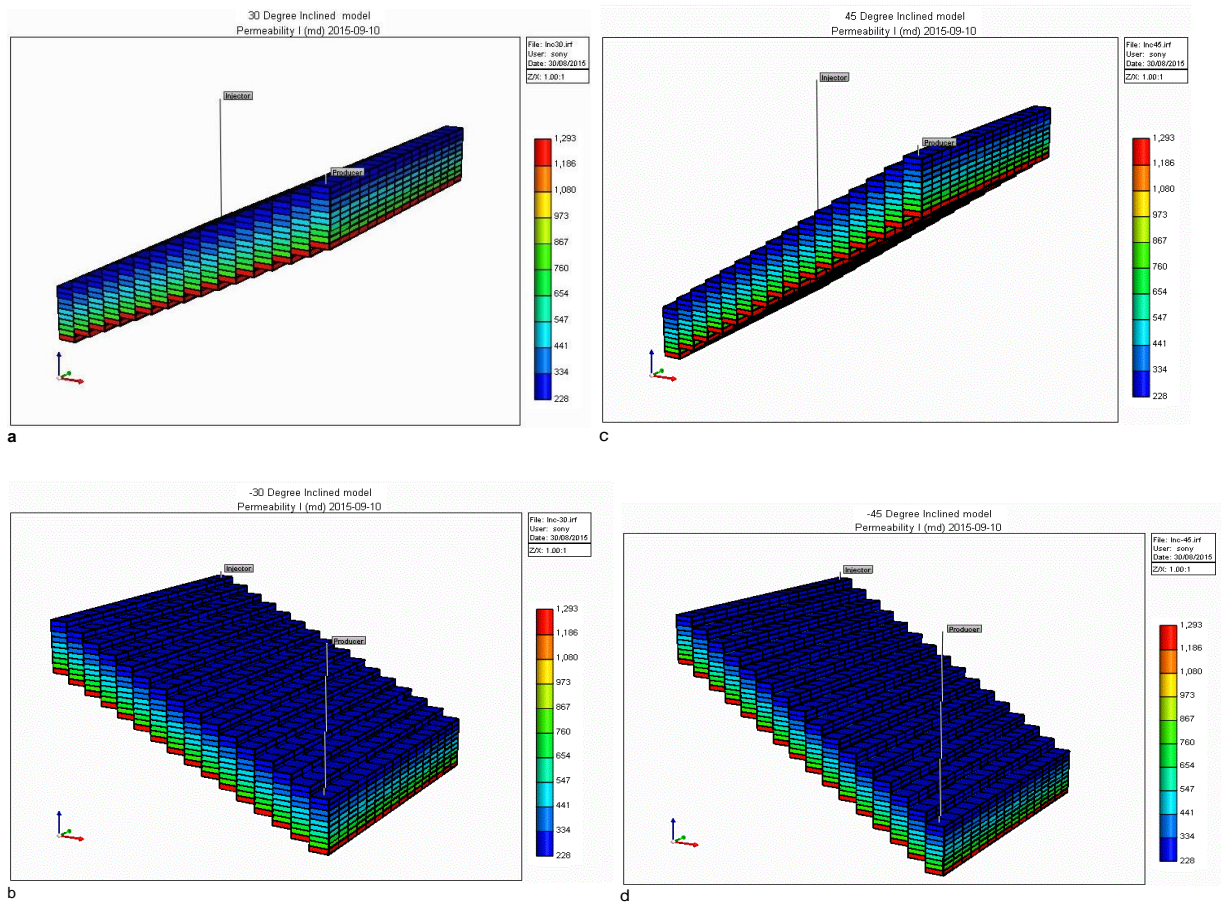 30 Degree Inclined model
Permeability I (md) 2015-09-10
File: Inc30.irf
User: sony
Date: 30/08/2015
Z/X: 1.00:1
Injector
Producer
1,293
1,186
1,080
973
867
760
654
547
441
334
228
a
45 Degree Inclined model
Permeability I (md) 2015-09-10
File: Inc45.irf
User: sony
Date: 30/08/2015
Z/X: 1.00:1
Injector
Producer
1,293
1,186
1,080
973
867
760
654
547
441
334
228
c
-30 Degree Inclined model
Permeability I (md) 2015-09-10
File: Inc-30.irf
User: sony
Date: 30/08/2015
Z/X: 1.00:1
Injector
Producer
1,293
1,186
1,080
973
867
760
654
547
441
334
228
b
-45 Degree Inclined model
Permeability I (md) 2015-09-10
File: Inc-45.irf
User: sony
Date: 30/08/2015
Z/X: 1.00:1
Injector
Producer
1,293
1,186
1,080
973
867
760
654
547
441
334
228
d